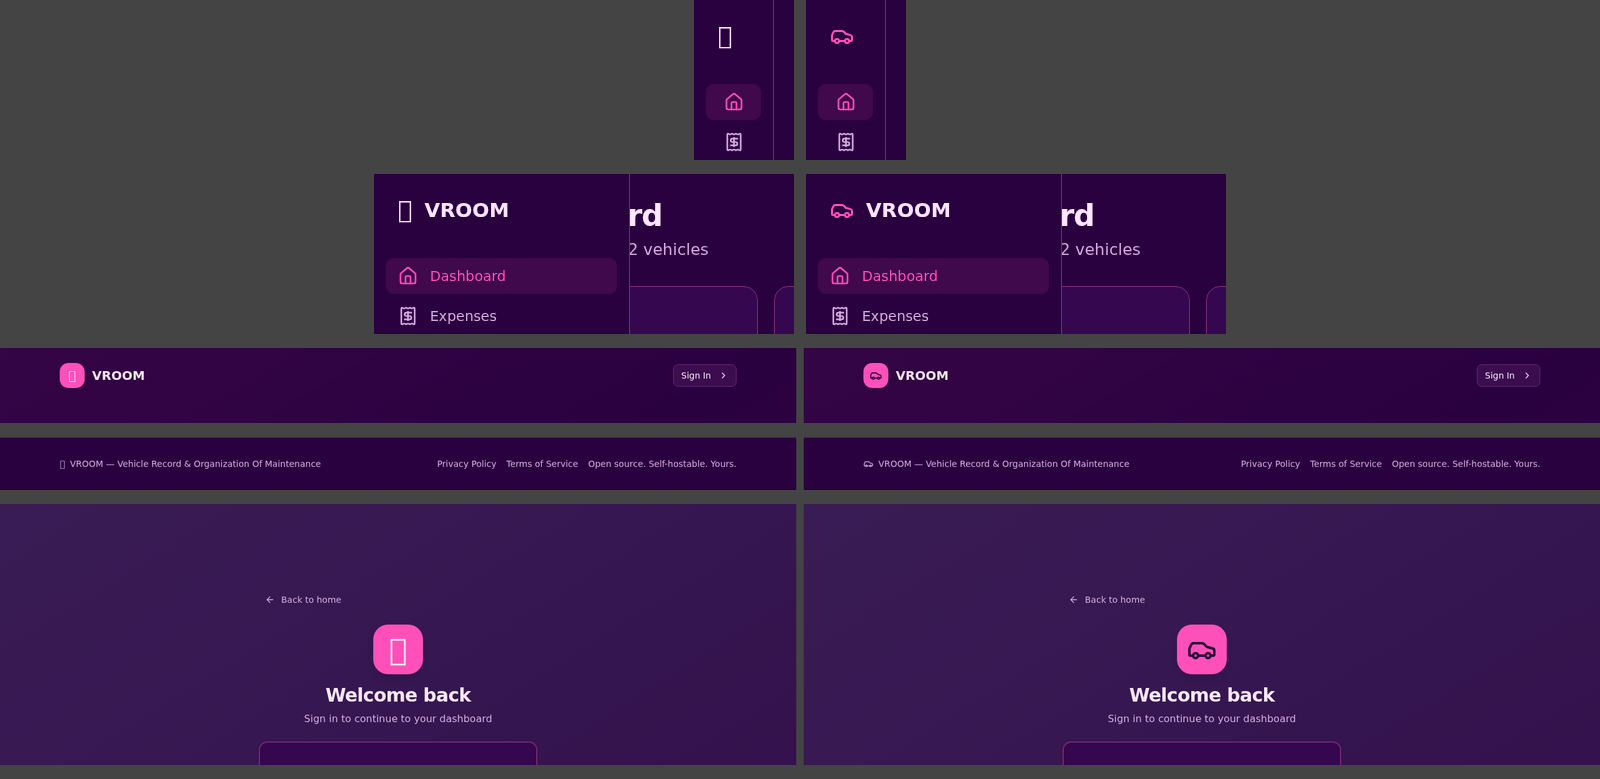 VROOM
rd
2 vehicles
Dashboard
Expenses
VROOM
rd
2 vehicles
Dashboard
Expenses
VROOM
Sign In
VROOM
Sign In
VROOM — Vehicle Record & Organization Of Maintenance
Privacy Policy Terms of Service Open source. Self-hostable. Yours.
VROOM — Vehicle Record & Organization Of Maintenance
Privacy Policy Terms of Service Open source. Self-hostable. Yours.
Back to home
Welcome back
Sign in to continue to your dashboard
Back to home
Welcome back
Sign in to continue to your dashboard